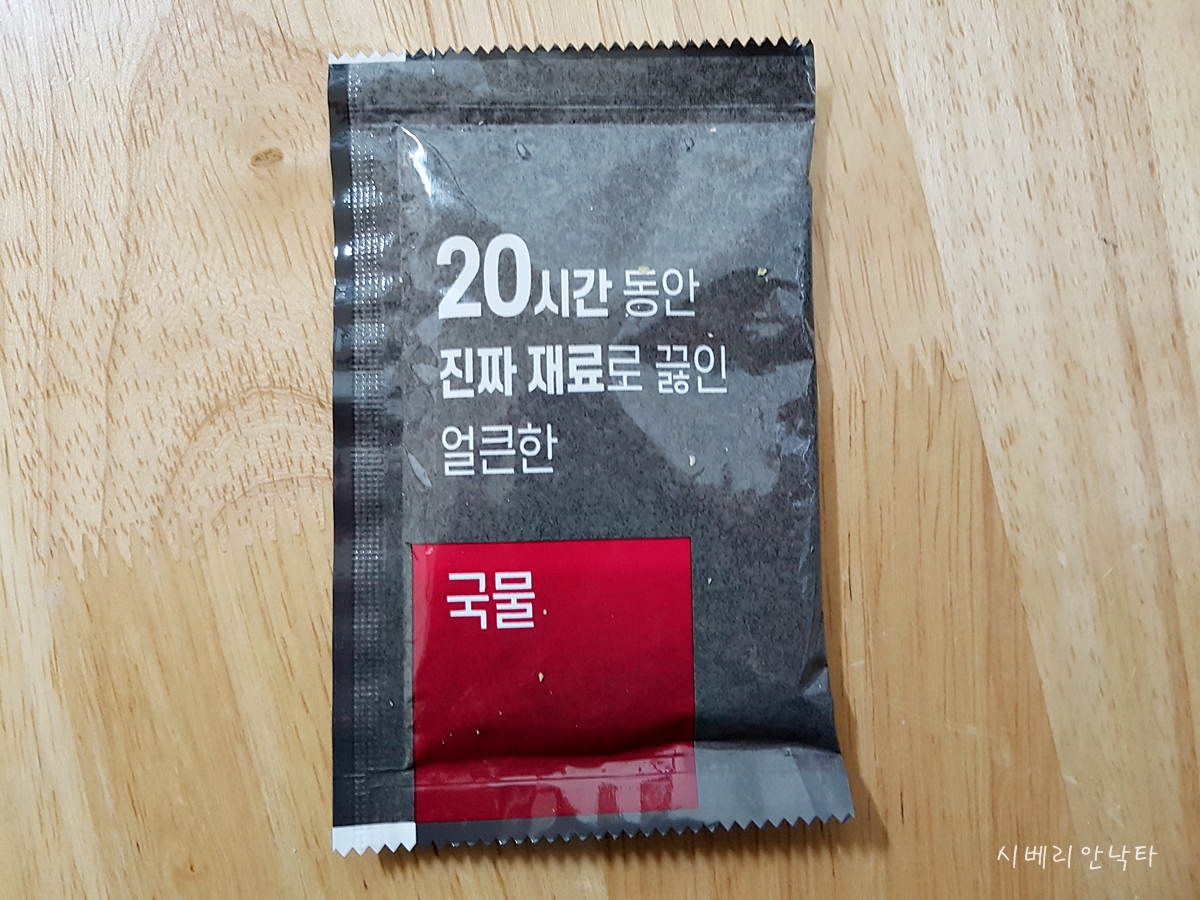 20시간 동안
진짜 재료로 끓인
얼큰한
국물
시베리안낙타